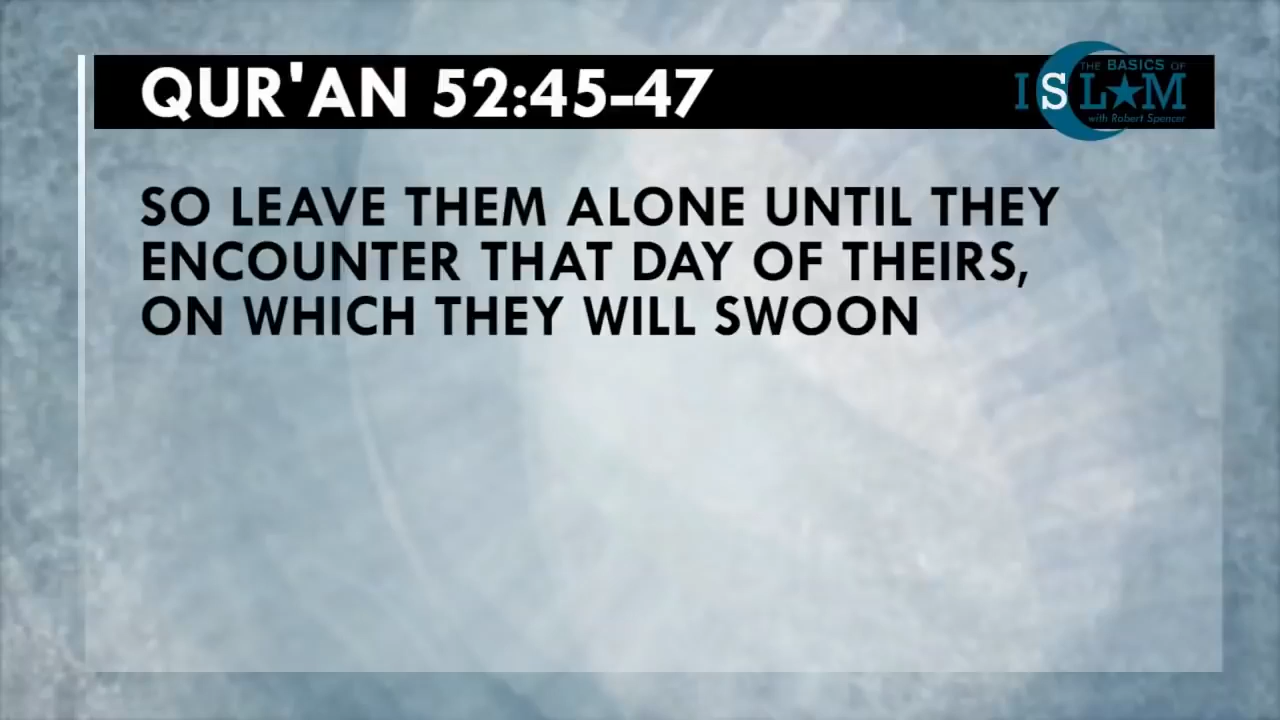 QUR'AN 52:45-47
THE BASICS OF
ISLAM
with Robert Spencer
SO LEAVE THEM ALONE UNTIL THEY
ENCOUNTER THAT DAY OF THEIRS,
ON WHICH THEY WILL SWOON